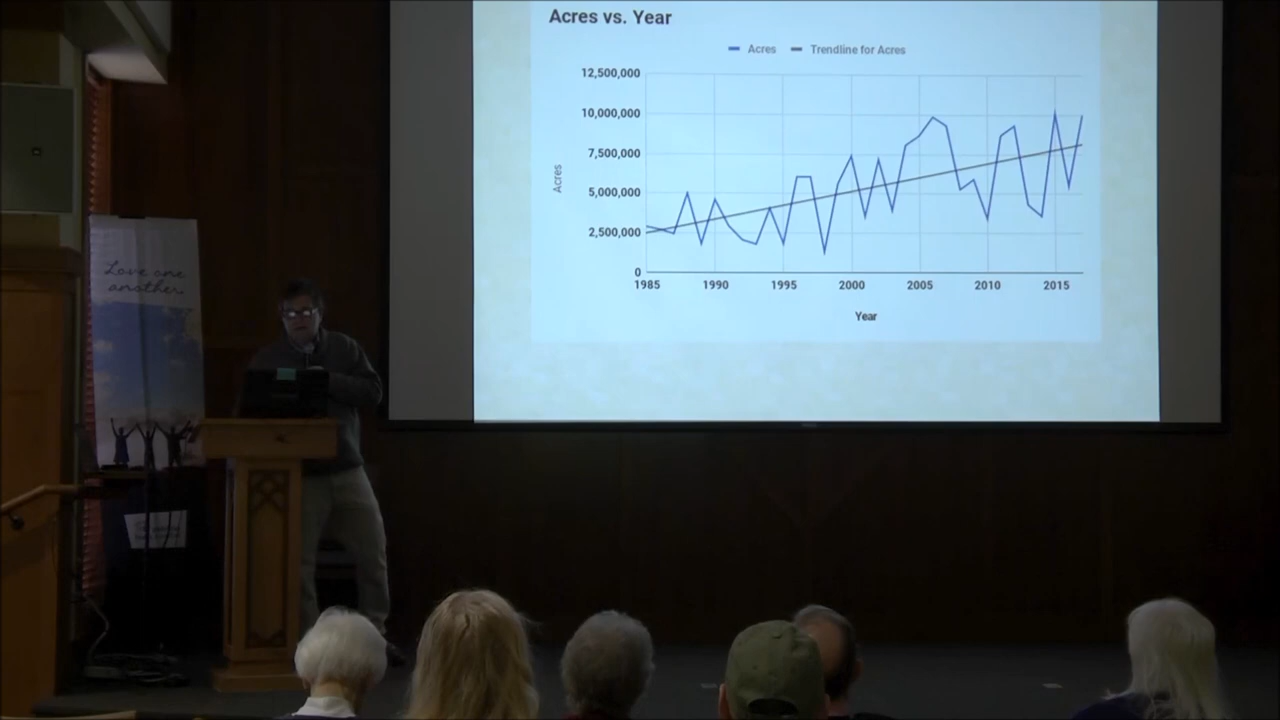 Acres vs. Year
Acres Trendline for Acres
12,500,000
10,000,000
7,500,000
5,000,000
2,500,000
0
Acres
1985 1990 1995 2000 2005 2010 2015
Year
Love one
another.